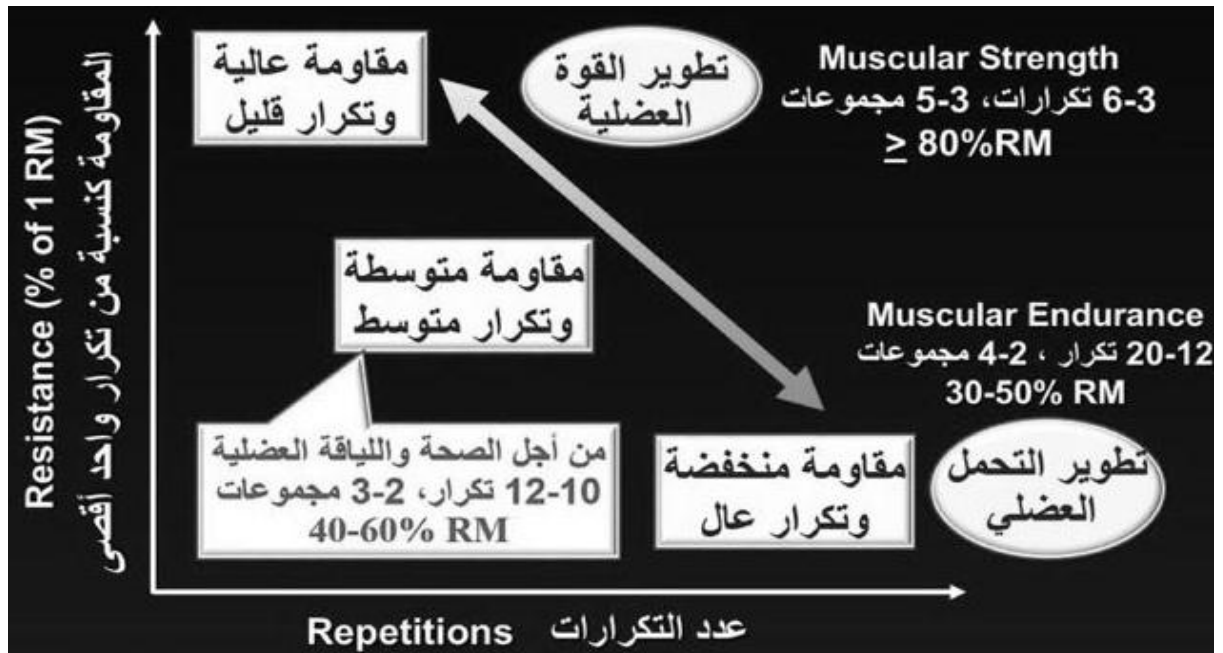 مقاومة عالية
وتكرار قليل
تطوير القوة
العضلية
Muscular Strength
6-3 تكرارات، 5-3 مجموعات
≥ 80%RM
مقاومة متوسطة
وتكرار متوسط
من أجل الصحة واللياقة العضلية
12-10 تكرار، 3-2 مجموعات
40-60% RM
Muscular Endurance
20-12 تكرار ، 4-2 مجموعات
30-50% RM
مقاومة منخفضة
وتكرار عال
تطوير التحمل
العضلي
Resistance (% of 1 RM)
المقاومة كنسبة من تكرار واحد أقصى
Repetitions عدد التكرارات